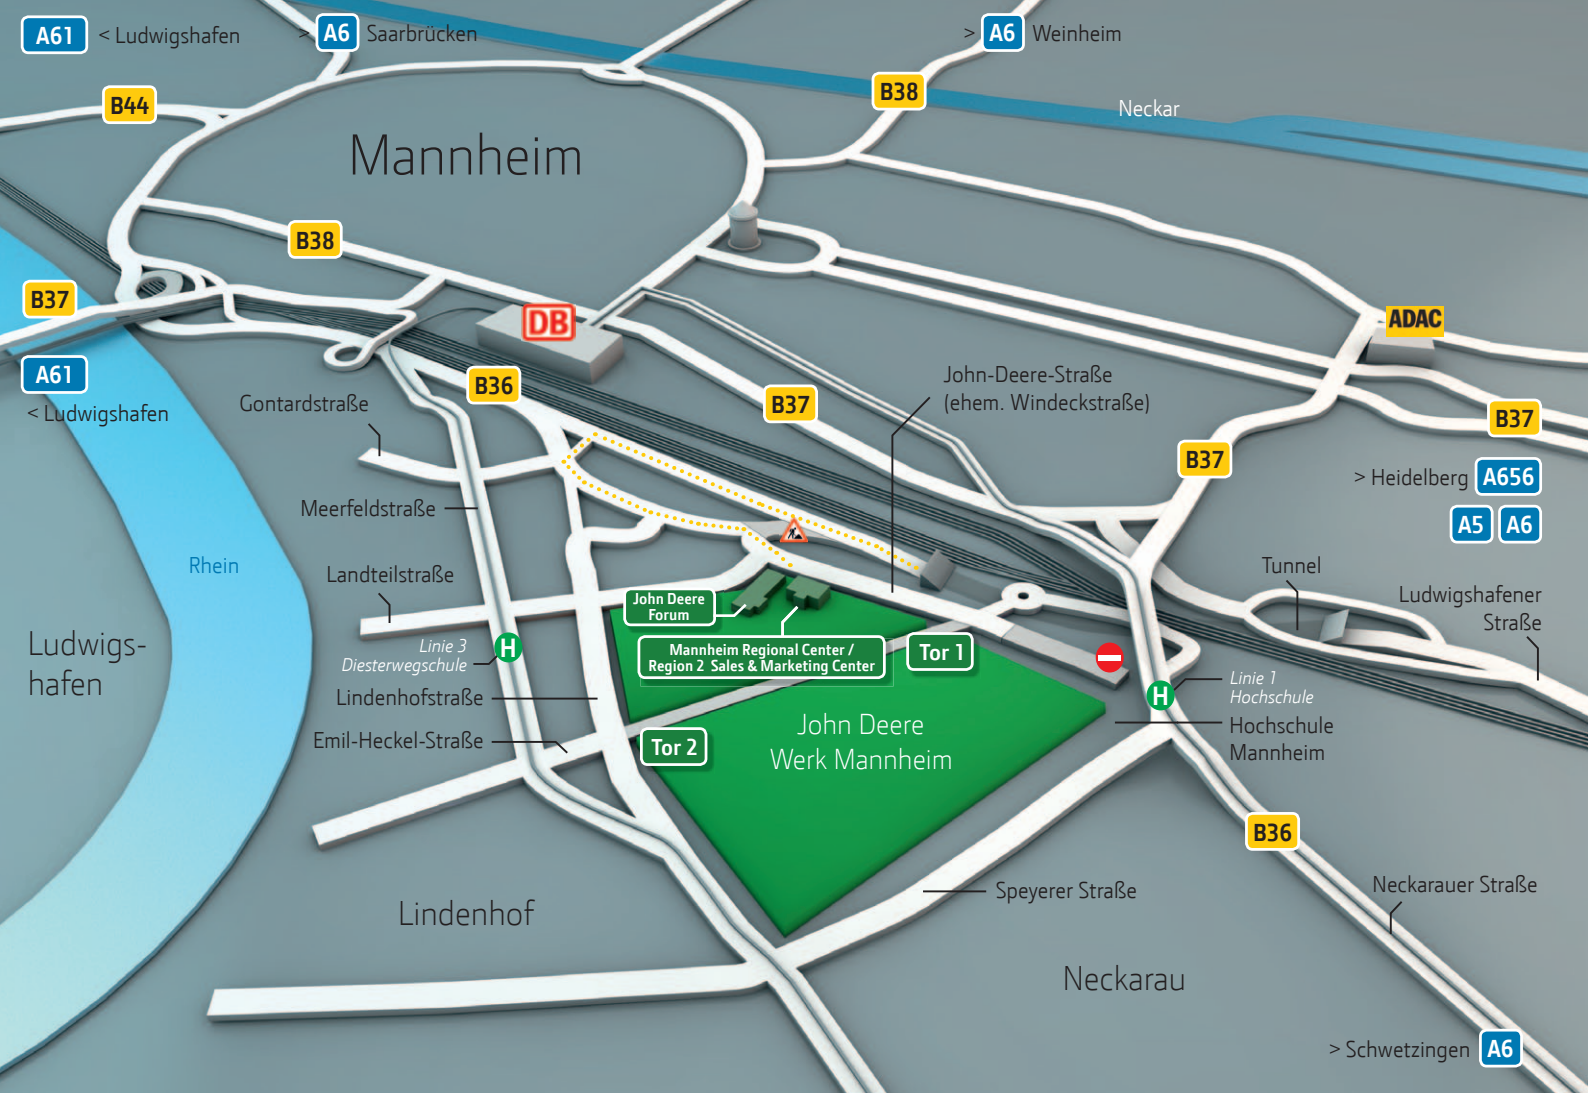 A61 < Ludwigshafen
> A6 Saarbrücken
> A6 Weinheim
B44
B38
Neckar
Mannheim
B38
B37
DB
ADAC
A61
< Ludwigshafen
B36
Gontardstraße
B37
John-Deere-Straße
(ehem. Windeckstraße)
B37
B37
> Heidelberg A656
A5 A6
Meerfeldstraße
Rhein
Landteilstraße
Tunnel
Ludwigshafener
Straße
John Deere
Forum
Ludwigs-
hafen
Linie 3
Diesterwegschule
H
Mannheim Regional Center /
Region 2 Sales & Marketing Center
Tor 1
Linie 1
Hochschule
H
Lindenhofstraße
Emil-Heckel-Straße
Tor 2
John Deere
Werk Mannheim
Hochschule
Mannheim
B36
Speyerer Straße
Neckarauer Straße
Lindenhof
Neckarau
> Schwetzingen A6